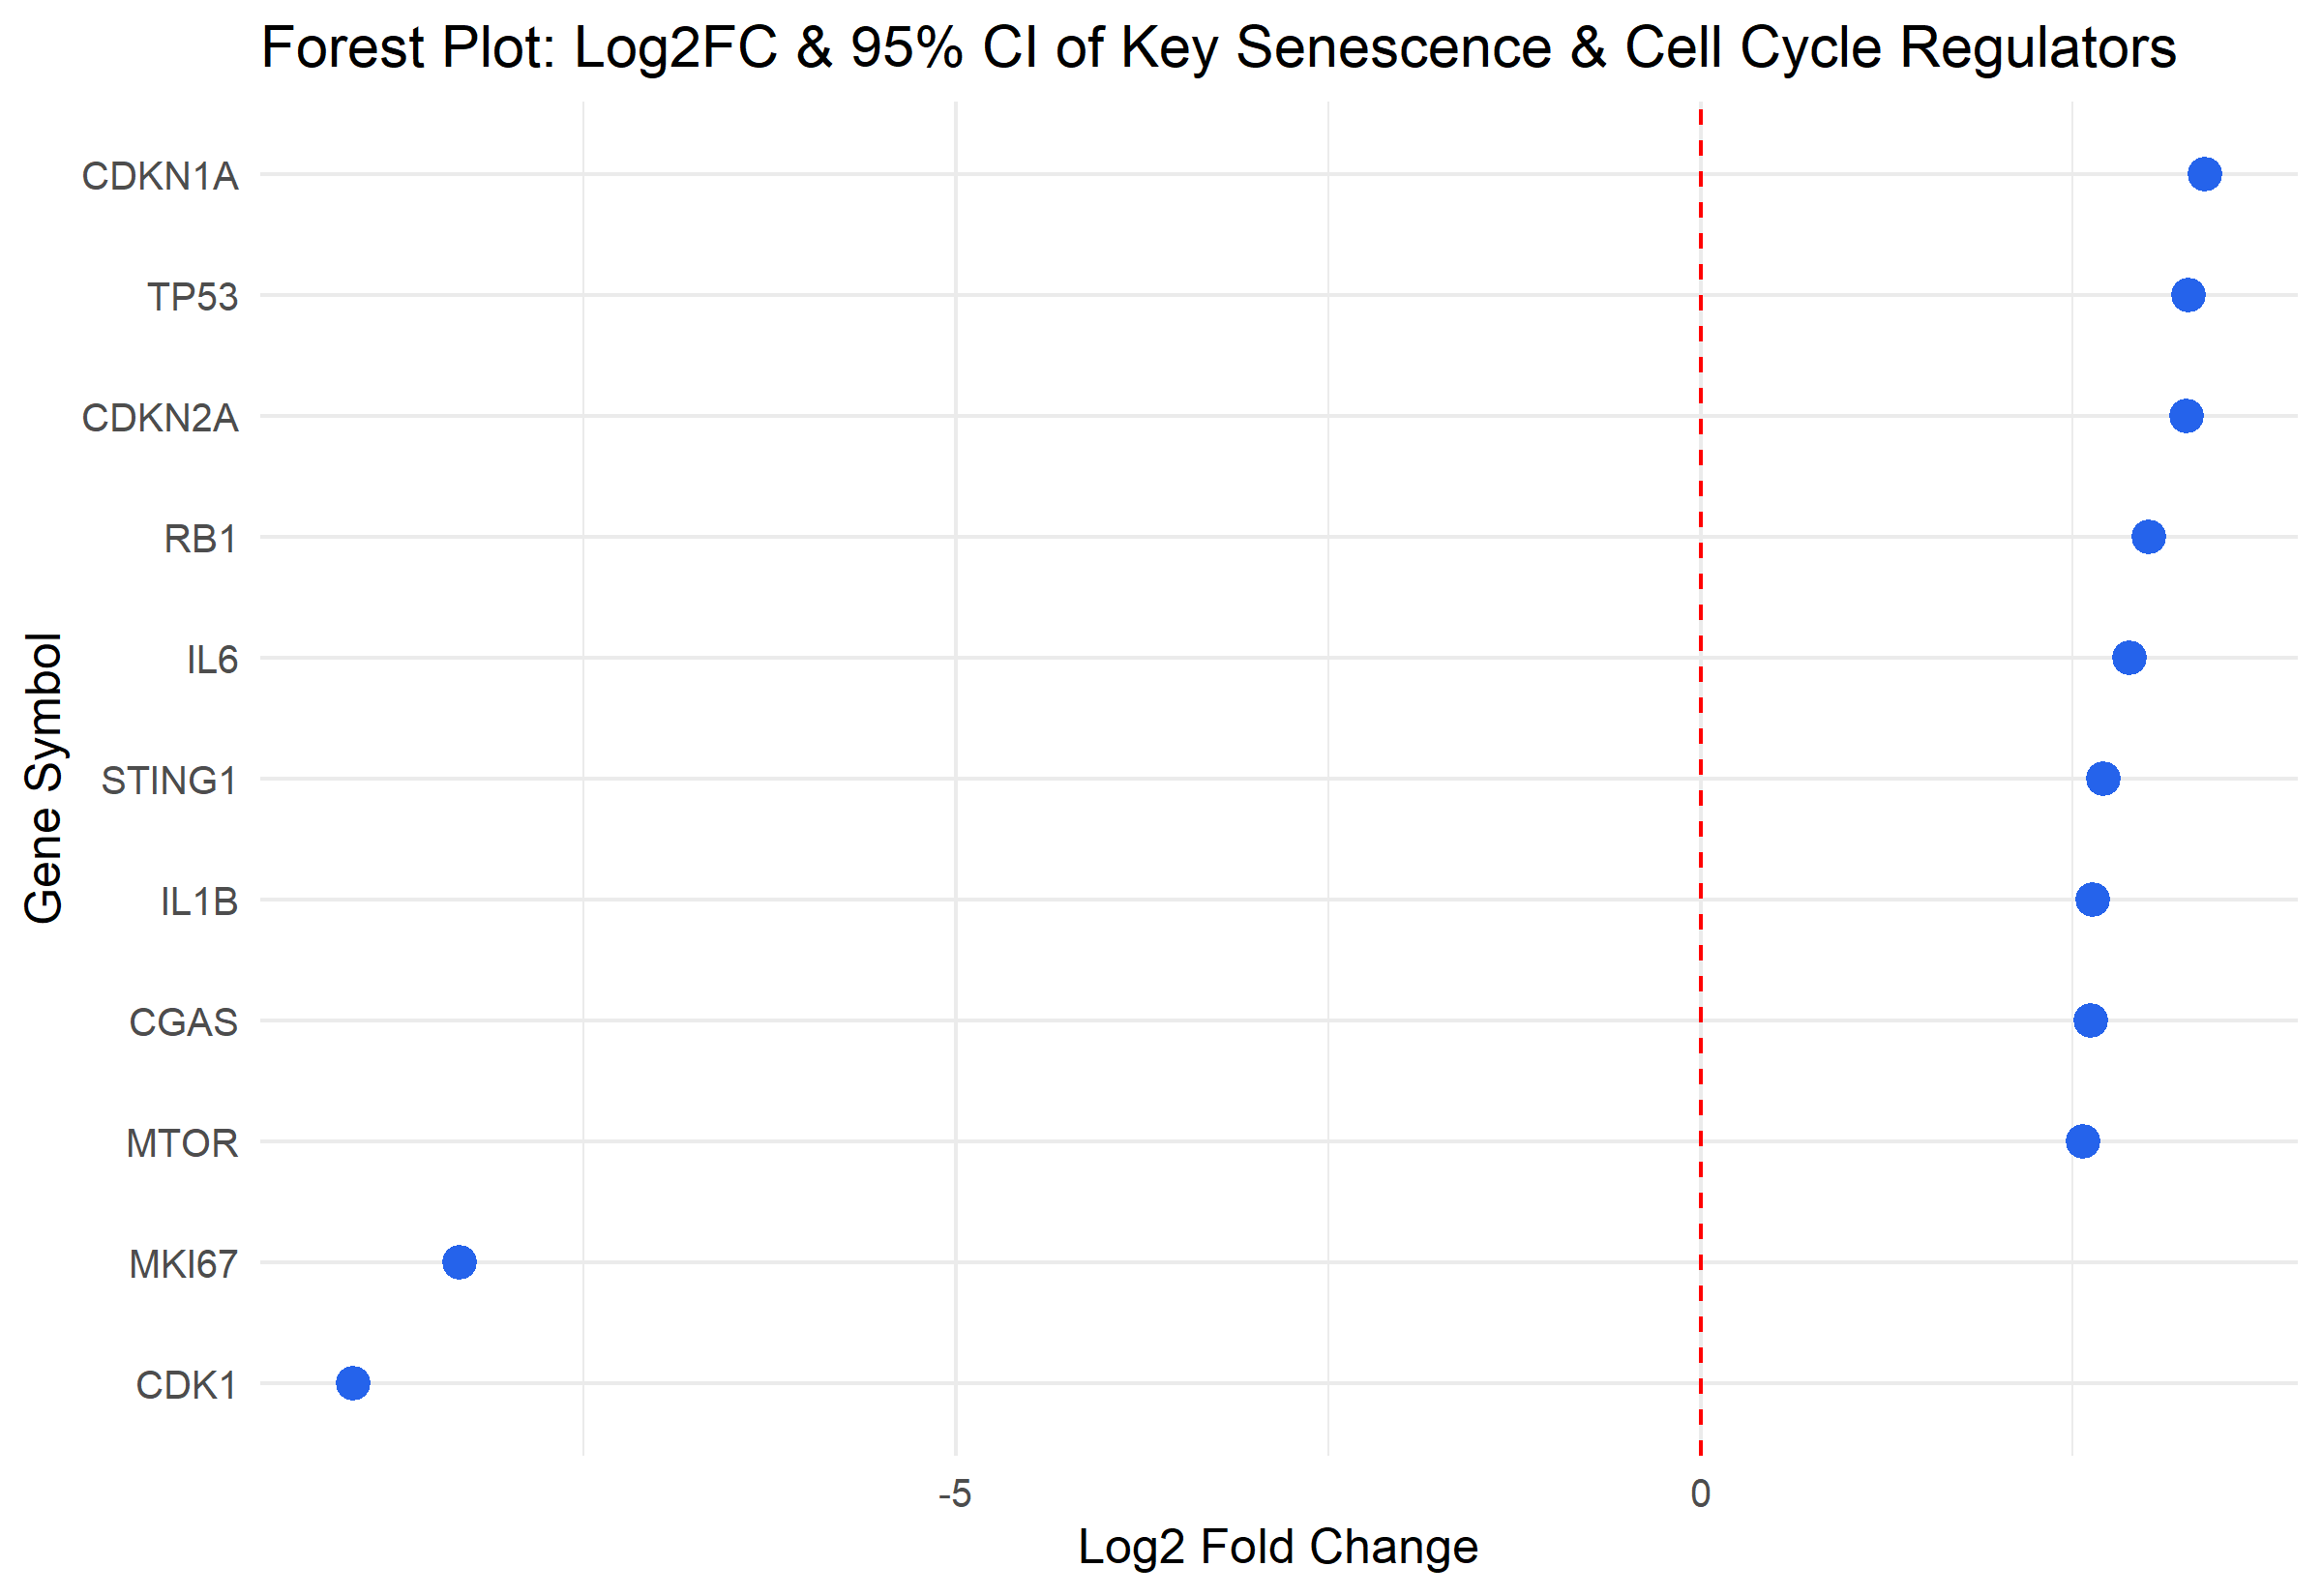 Forest Plot: Log2FC & 95% CI of Key Senescence & Cell Cycle Regulators
Gene Symbol
CDKN1A
TP53
CDKN2A
RB1
IL6
STING1
IL1B
CGAS
MTOR
MKI67
CDK1
-5 0
Log2 Fold Change